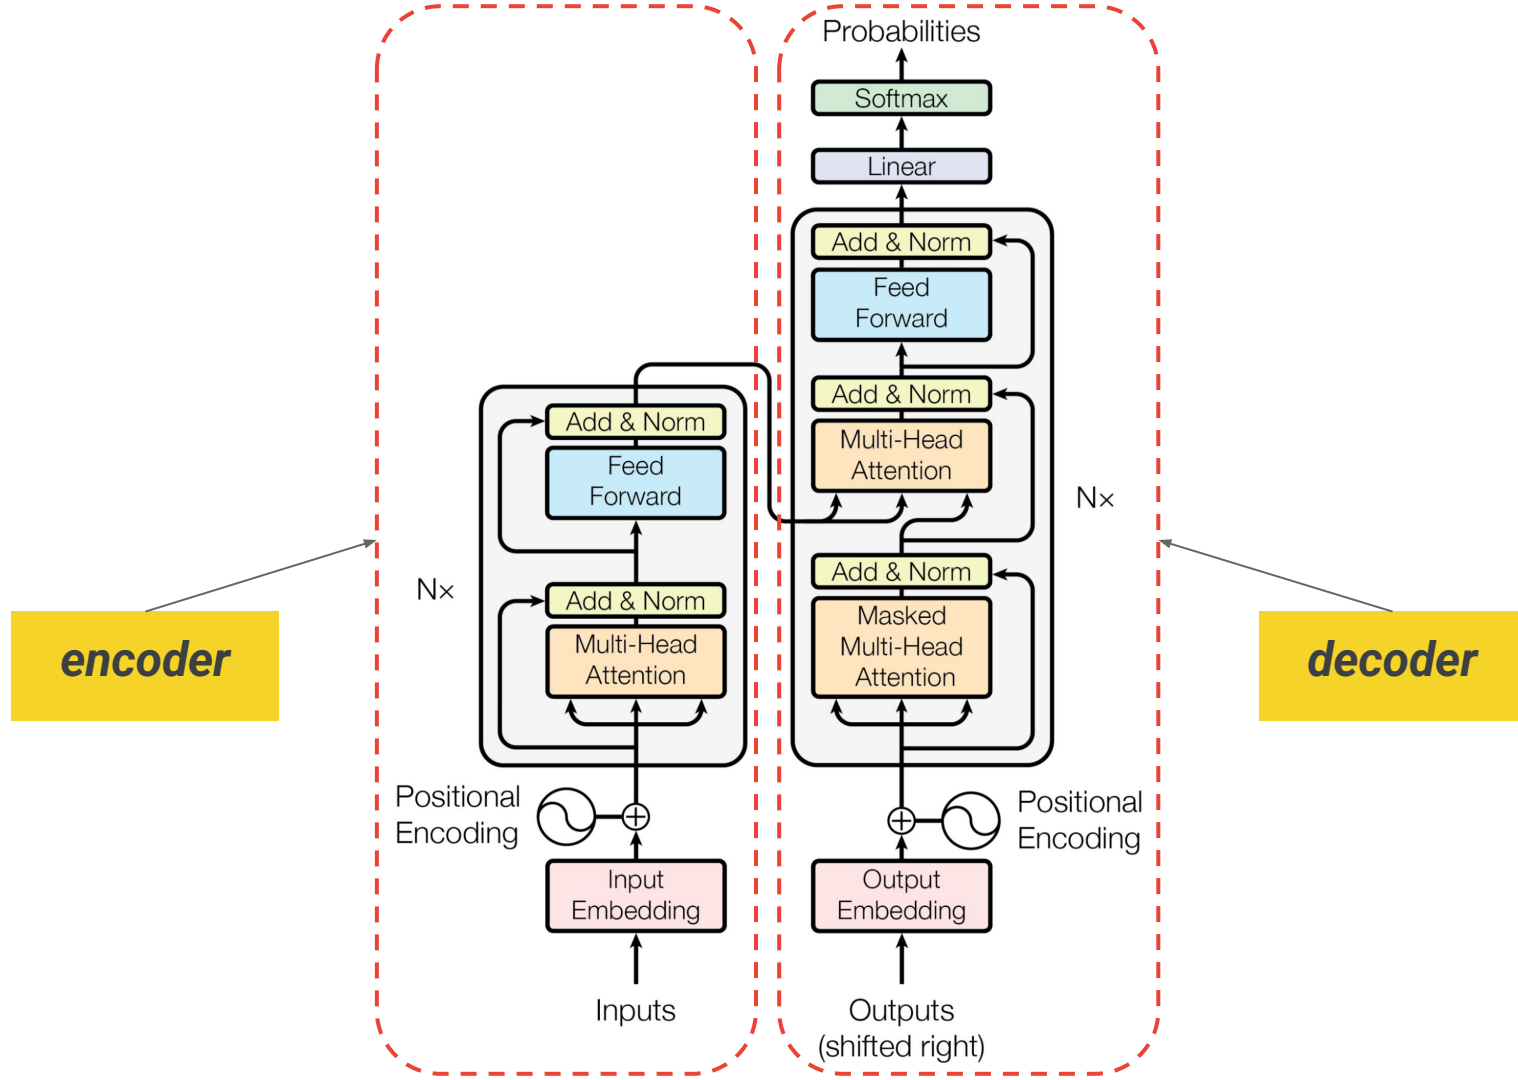 encoder
Add & Norm
Feed
Forward
Nx
Add & Norm
Multi-Head
Attention
Positional
Encoding
Input
Embedding
Inputs
Probabilities
Softmax
Linear
Add & Norm
Feed
Forward
Add & Norm
Multi-Head
Attention
N×
Add & Norm
Masked
Multi-Head
Attention
Positional
Encoding
Output
Embedding
Outputs
(shifted right)
decoder